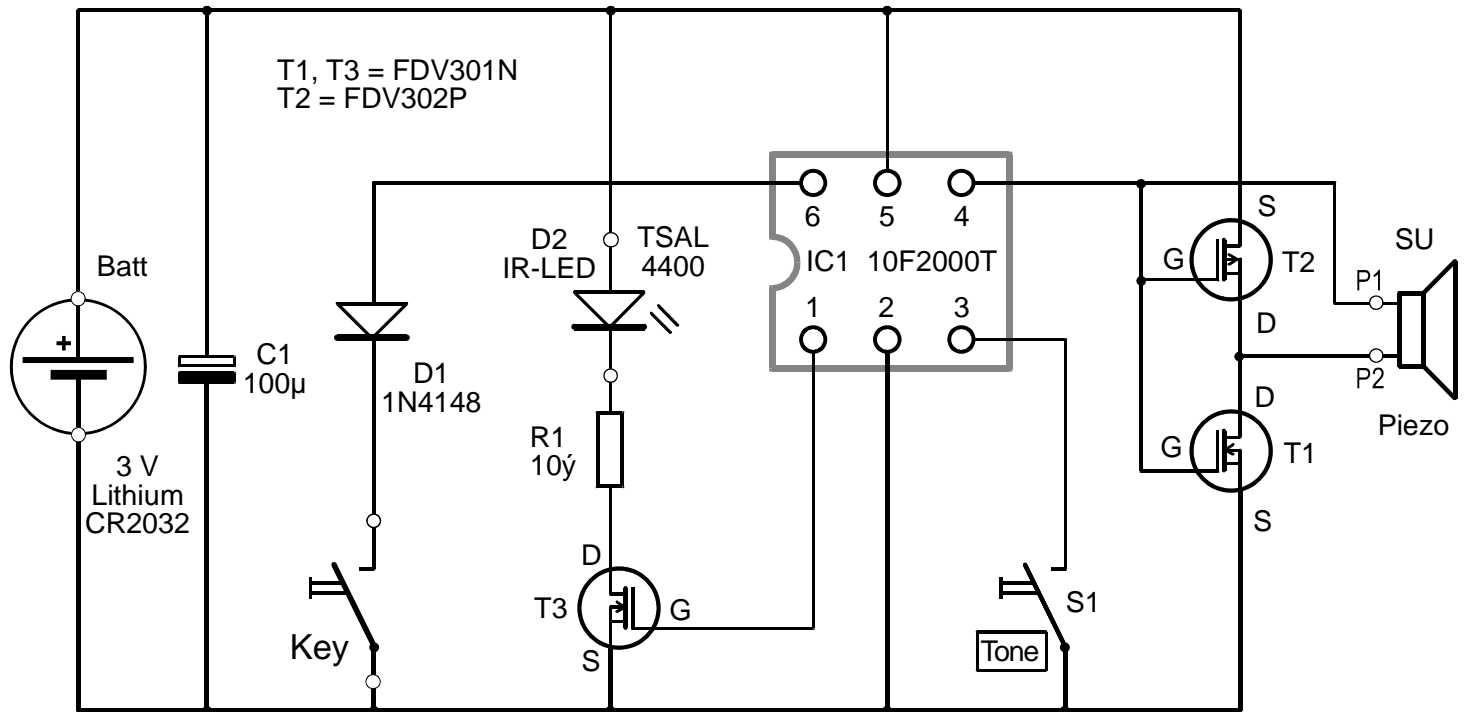 T1, T3 = FDV301N
T2 = FDV302P
Batt
+
3 V
Lithium
CR2032
C1
100µ
D1
1N4148
Key
D2
IR-LED
TSAL
4400
R1
10ý
D
T3
G
S
6
5
4
IC1 10F2000T
1
2
3
S1
Tone
S
G
T2
D
D
G
T1
S
SU
P1
P2
Piezo